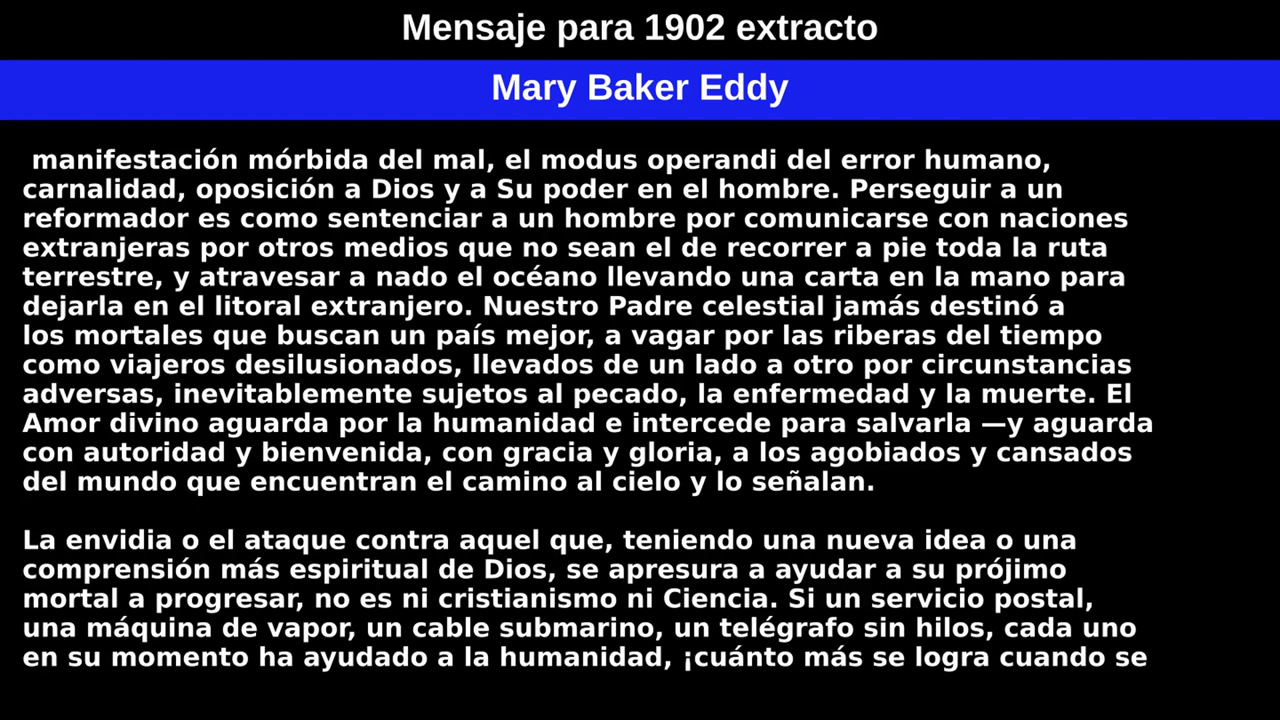 Mensaje para 1902 extracto
Mary Baker Eddy
manifestación mórbida del mal, el modus operandi del error humano,
carnalidad, oposición a Dios y a Su poder en el hombre. Perseguir a un
reformador es como sentenciar a un hombre por comunicarse con naciones
extranjeras por otros medios que no sean el de recorrer a pie toda la ruta
terrestre, y atravesar a nado el océano llevando una carta en la mano para
dejarla en el litoral extranjero. Nuestro Padre celestial jamás destinó a
los mortales que buscan un país mejor, a vagar por las riberas del tiempo
como viajeros desilusionados, llevados de un lado a otro por circunstancias
adversas, inevitablemente sujetos al pecado, la enfermedad y la muerte. El
Amor divino aguarda por la humanidad e intercede para salvarla —y aguarda
con autoridad y bienvenida, con gracia y gloria, a los agobiados y cansados
del mundo que encuentran el camino al cielo y lo señalan.
La envidia o el ataque contra aquel que, teniendo una nueva idea o una
comprensión más espiritual de Dios, se apresura a ayudar a su prójimo
mortal a progresar, no es ni cristianismo ni Ciencia. Si un servicio postal,
una máquina de vapor, un cable submarino, un telégrafo sin hilos, cada uno
en su momento ha ayudado a la humanidad, ¡cuánto más se logra cuando se